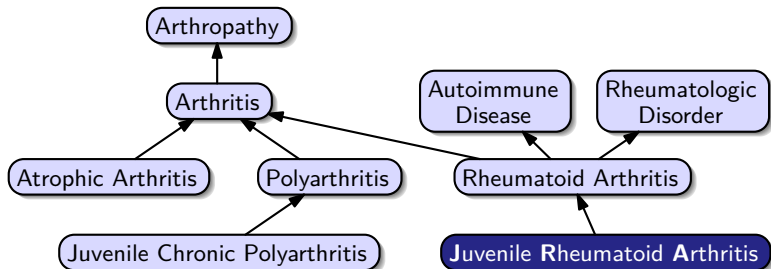 Arthropathy
Arthritis
Autoimmune
Disease
Rheumatologic
Disorder
Atrophic Arthritis
Polyarthritis
Rheumatoid Arthritis
Juvenile Chronic Polyarthritis
Juvenile Rheumatoid Arthritis